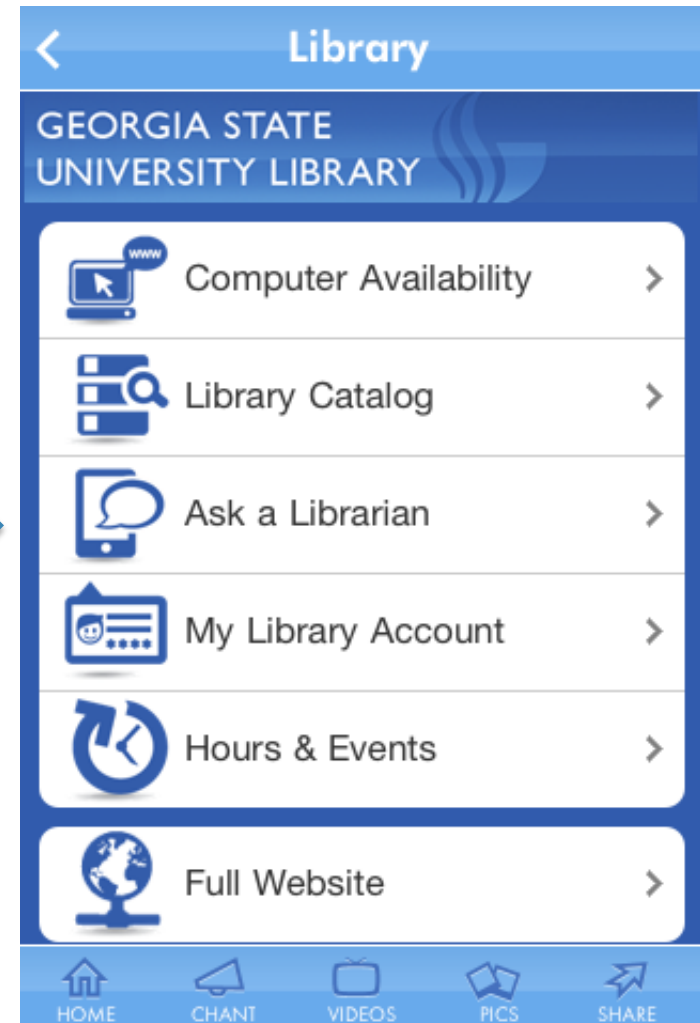 Library
GEORGIA STATE
UNIVERSITY LIBRARY
www
Computer Availability
Library Catalog
Ask a Librarian
My Library Account
Hours & Events
Full Website
HOME CHANT VIDEOS PICS SHARE